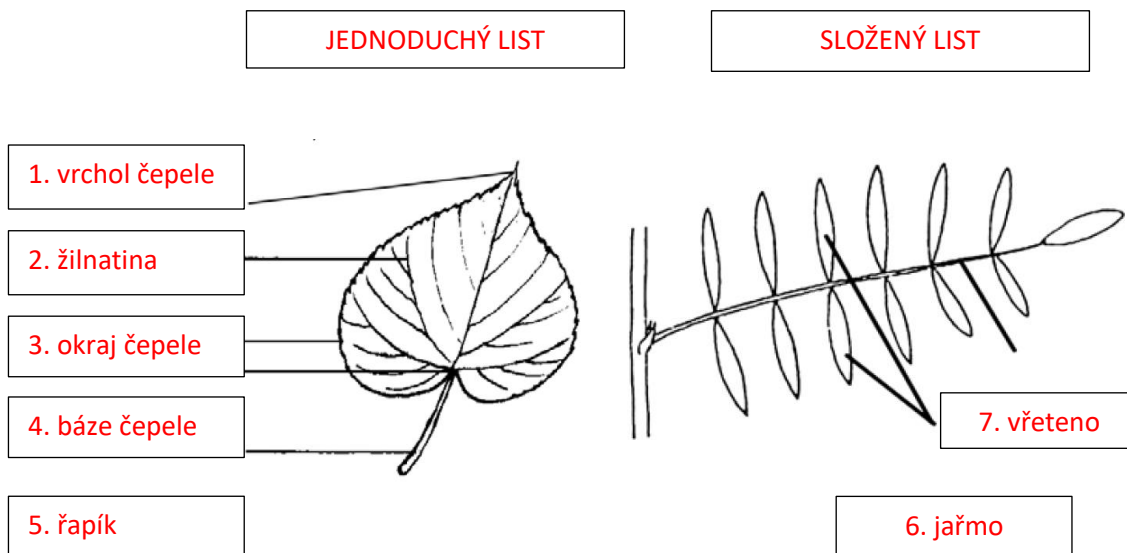 JEDNODUCHÝ LIST
SLOŽENÝ LIST
1. vrchol čepele
2. žilnatina
3. okraj čepele
4. báze čepele
7. vřeteno
5. řapík
6. jařmo